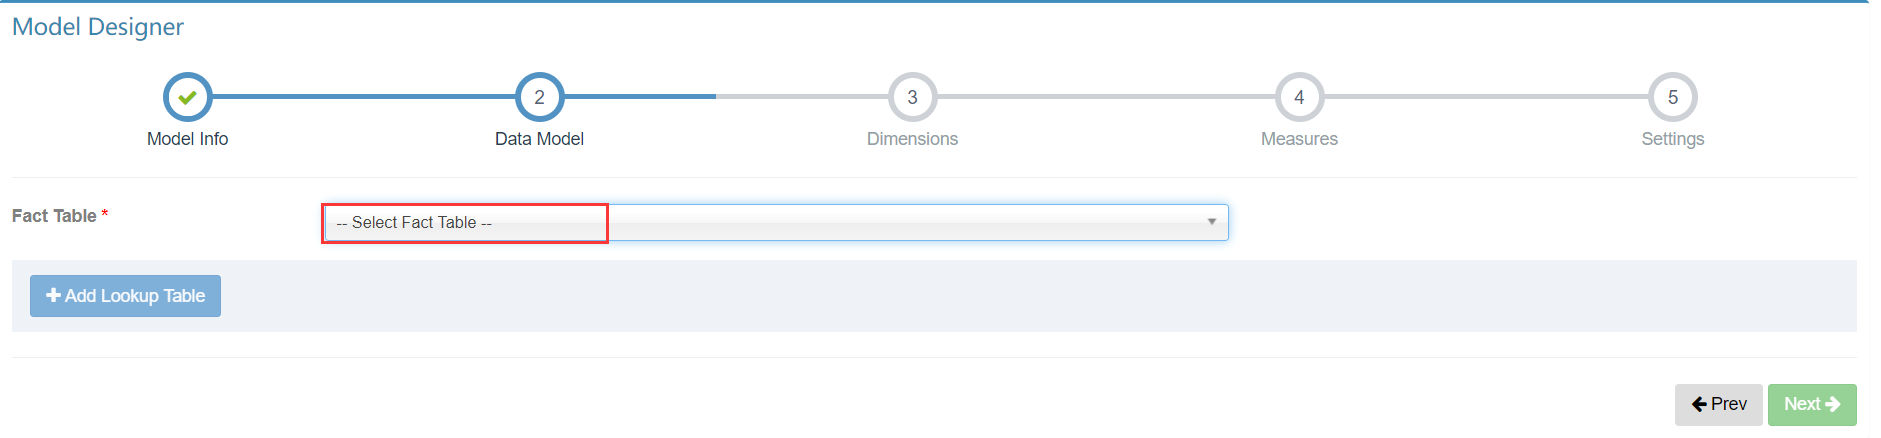 Model Designer
2 3 4 5
Model Info Data Model Dimensions Measures Settings
Fact Table * -- Select Fact Table --
Add Lookup Table
Prev Next